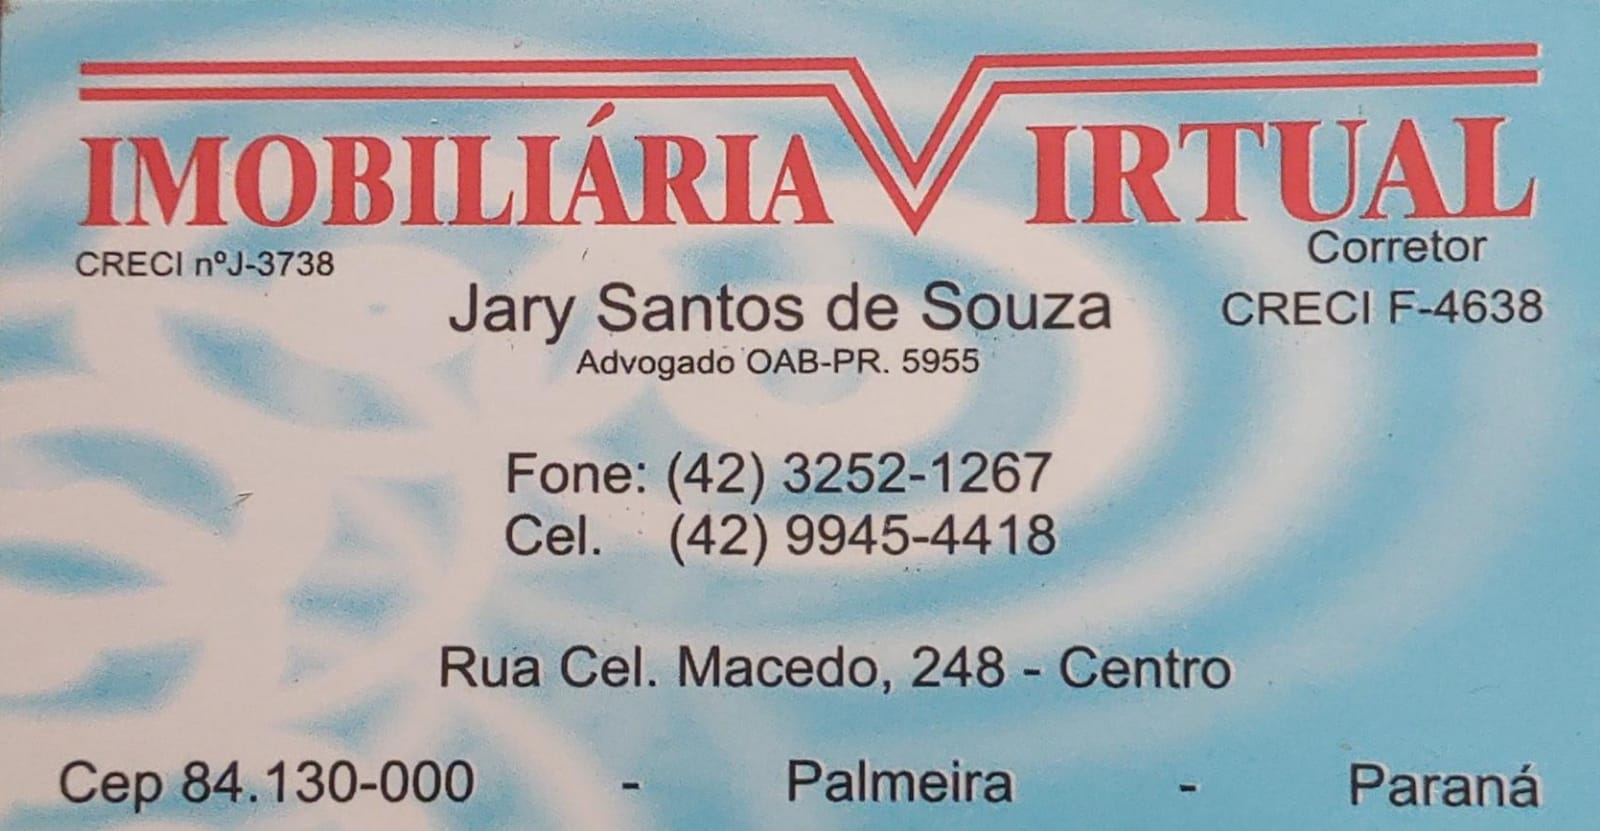 IMOBILIÁRIA VIRTUAL
CRECI nºJ-3738
Corretor
Jary Santos de Souza
CRECI F-4638
Advogado OAB-PR. 5955
Fone: (42) 3252-1267
Cel. (42) 9945-4418
Rua Cel. Macedo, 248 - Centro
Cep 84.130-000 - Palmeira - Paraná